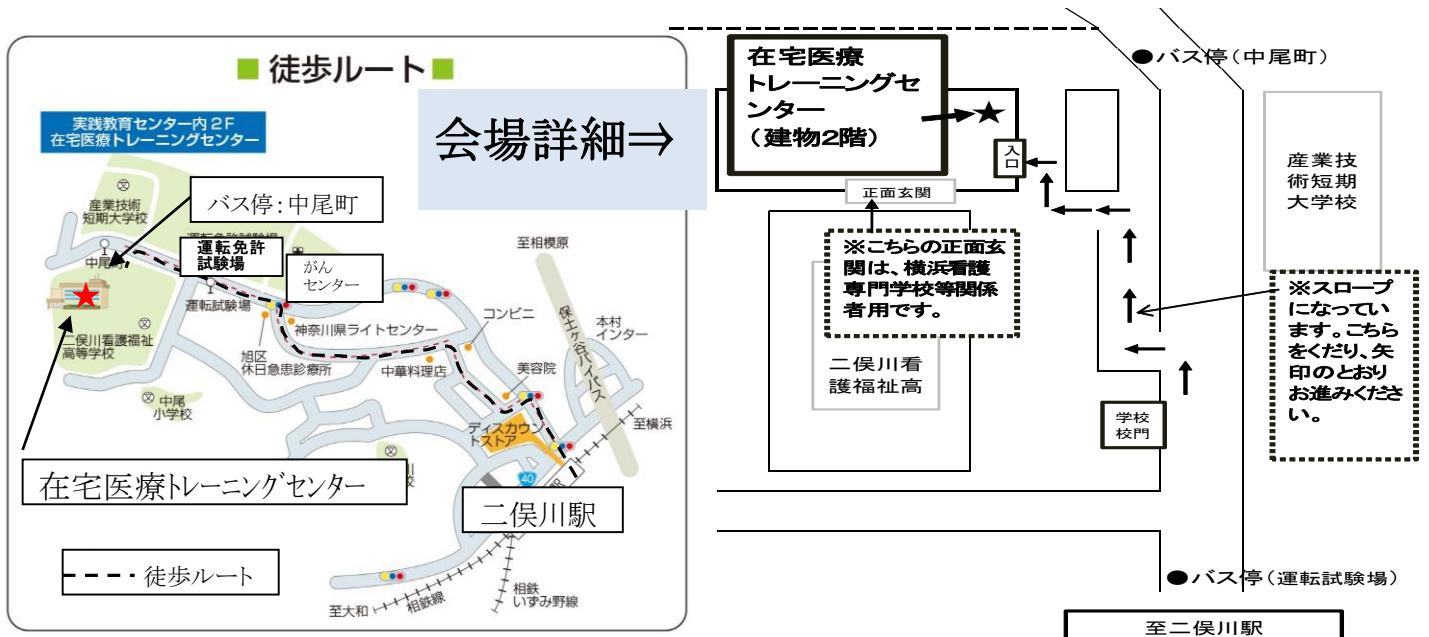 ■ 徒歩ルート ■
実践教育センター内 2F
在宅医療トレーニングセンター
産業技術
短期大学校
バス停：中尾町
中尾町
運転免許
試験場
がん
センター
運転試験場
至相模原
コンビニ
神奈川県ライトセンター
保土ヶ谷バイパス
本村
インター
二俣川看護福祉
高等学校
旭区
休日急患診療所
中華料理店
美容院
中尾
小学校
ディスカウン
トストア
至横浜
在宅医療トレーニングセンター
40
二俣川駅
徒歩ルート
至大和
相鉄線
相鉄
いずみ野線
会場詳細⇒
在宅医療
トレーニングセ
ンター
（建物2階）
●バス停（中尾町）
入口
正面玄関
産業技
術短期
大学校
※こちらの正面玄
関は、横浜看護
専門学校等関係
者用です。
二俣川看
護福祉高
※スロープ
になってい
ます。こちら
をくだり、矢
印のとおり
お進みくださ
い。
学校
校門
●バス停（運転試験場）
至二俣川駅